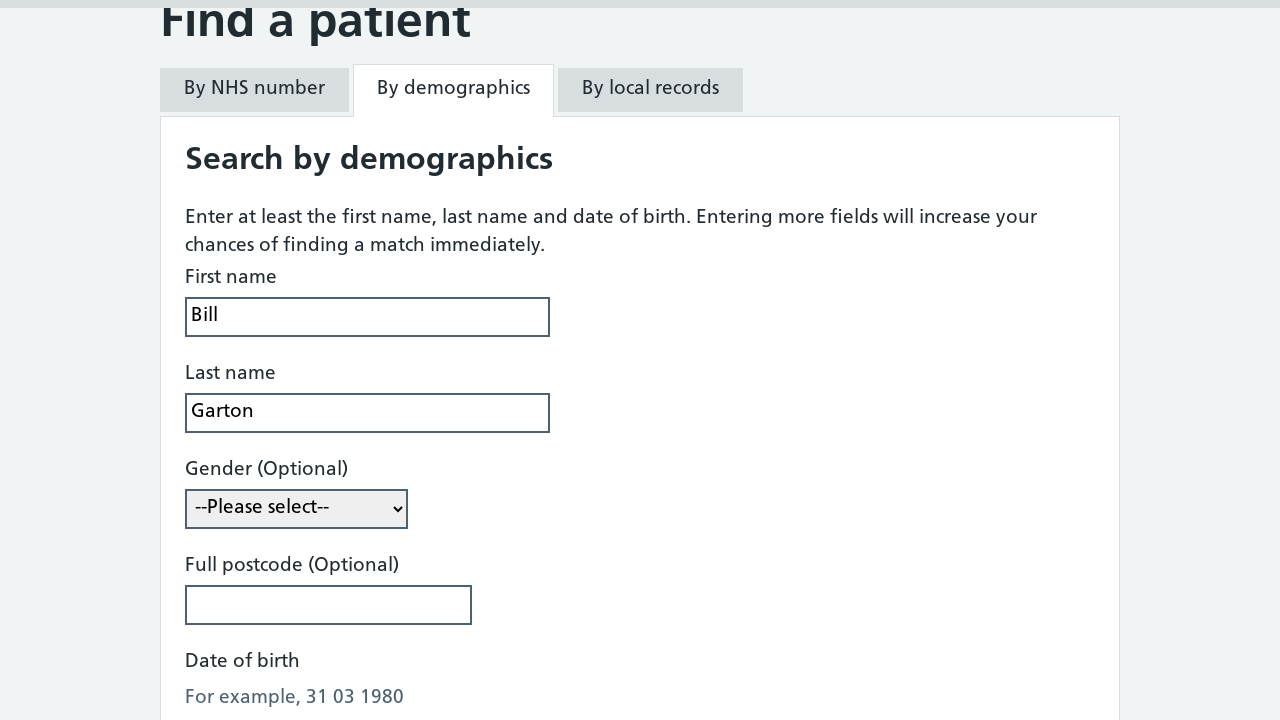 Find a patient
By NHS number
By demographics
By local records
Search by demographics
Enter at least the first name, last name and date of birth. Entering more fields will increase your
chances of finding a match immediately.
First name
Bill
Last name
Garton
Gender (Optional)
--Please select--
Full postcode (Optional)
Date of birth
For example, 31 03 1980